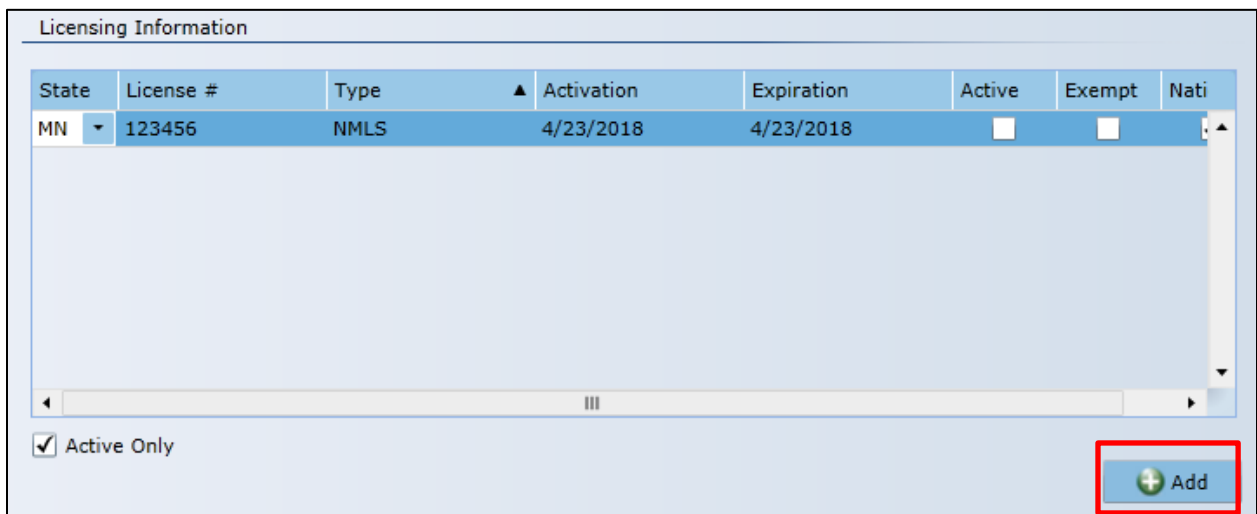 Licensing Information
State License # Type ▲ Activation Expiration Active Exempt Nati
MN 123456 NMLS 4/23/2018 4/23/2018
Active Only
Add